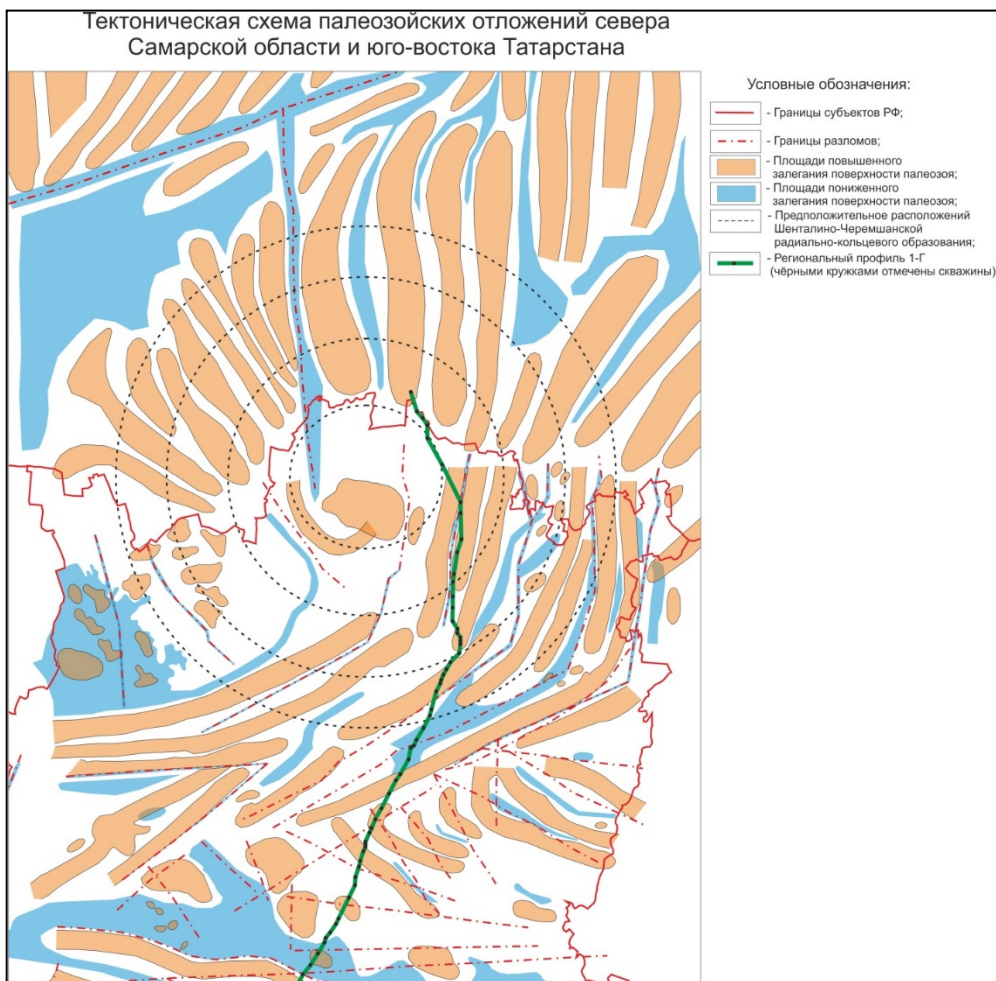 Тектоническая схема палеозойских отложений севера
Самарской области и юго-востока Татарстана
Условные обозначения:
- Границы субъектов РФ;
- Границы разломов;
- Площади повышенного
залегания поверхности палеозоя;
- Площади пониженного
залегания поверхности палеозоя;
- Предположительное расположений
Шенталино-Черемшанской
радиально-кольцевого образования;
- Региональный профиль 1-Г
(чёрными кружками отмечены скважины)